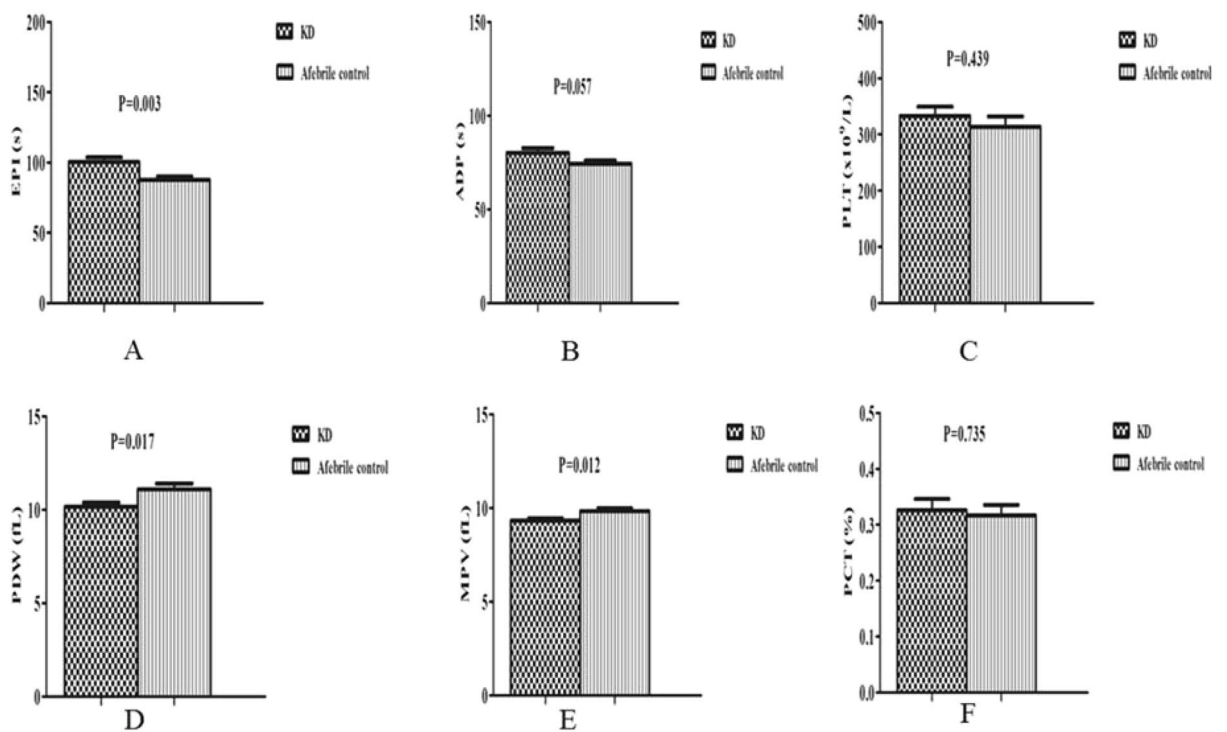 200
150
100
50
0
EPI (s)
P=0.003
KD
Afebrile control
A
150
100
50
0
ADP (s)
P=0.057
KD
Afebrile control
B
500
400
300
200
100
0
PLT (x10⁹/L)
P=0.439
KD
Afebrile control
C
15
10
5
0
PDW (fL)
P=0.017
KD
Afebrile control
D
15
10
5
0
MPV (fL)
P=0.012
KD
Afebrile control
E
0.5
0.4
0.3
0.2
0.1
0.0
PCT (%)
P=0.735
KD
Afebrile control
F